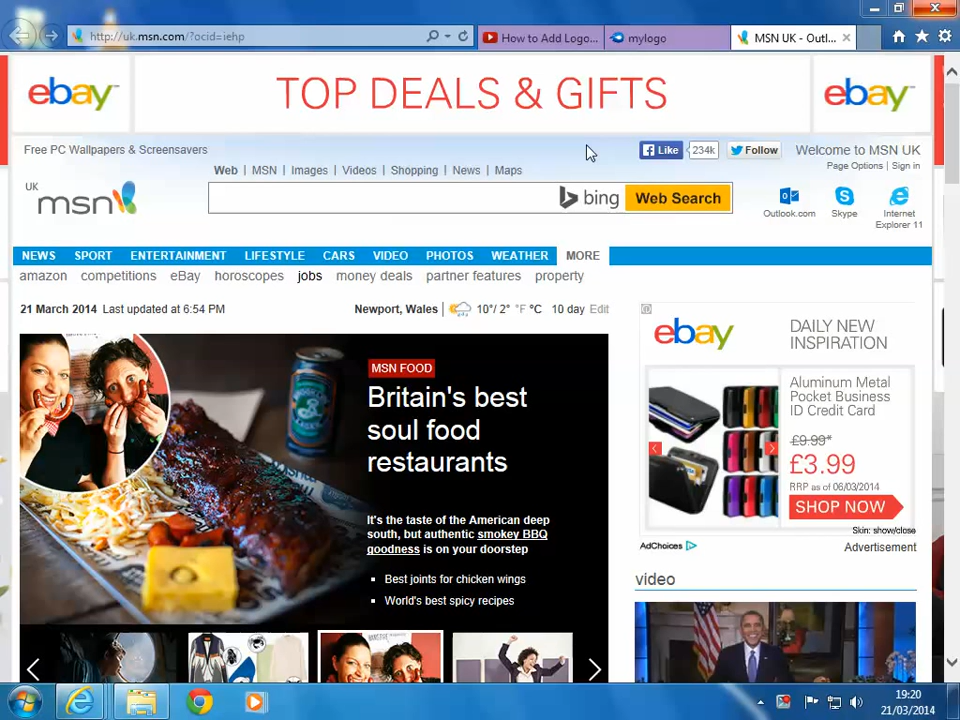 http://uk.msn.com/?ocid=iehp
How to Add Logo...
mylogo
MSN UK - Outl...
ebay
TOP DEALS & GIFTS
ebay
Free PC Wallpapers & Screensavers
Like
234k
Follow
Welcome to MSN UK
Page Options | Sign in
UK
msn
Web | MSN | Images | Videos | Shopping | News | Maps
bing
Web Search
Outlook.com
Skype
Internet
Explorer 11
NEWS SPORT ENTERTAINMENT LIFESTYLE CARS VIDEO PHOTOS WEATHER MORE
amazon competitions eBay horoscopes jobs money deals partner features property
21 March 2014 Last updated at 6:54 PM
Newport, Wales | 10°/ 2° °F °C 10 day Edit
MSN FOOD
Britain's best
soul food
restaurants
It's the taste of the American deep
south, but authentic smokey BBQ
goodness is on your doorstep
Best joints for chicken wings
World's best spicy recipes
ebay
DAILY NEW
INSPIRATION
Aluminum Metal
Pocket Business
ID Credit Card
£9.99*
£3.99
RRP as of 06/03/2014
SHOP NOW
Skin: show/close
AdChoices
Advertisement
video
19:20
21/03/2014